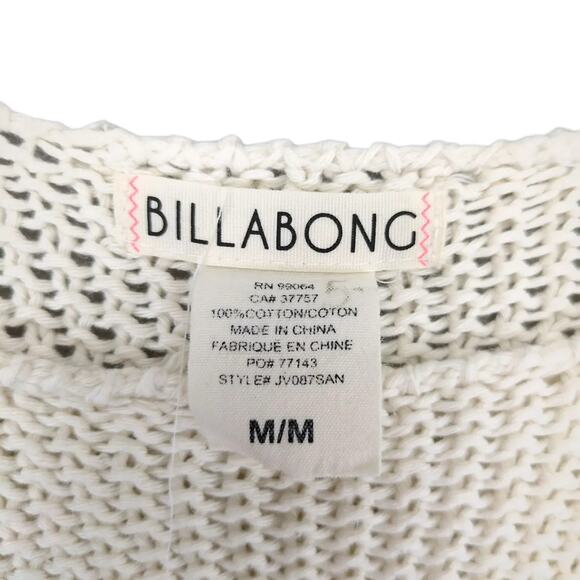 BILLABONG
RN 99064
CA# 37757
100%COTTON/COTON
MADE IN CHINA
FABRIQUE EN CHINE
PO# 77143
STYLE# JV087SAN
M/M